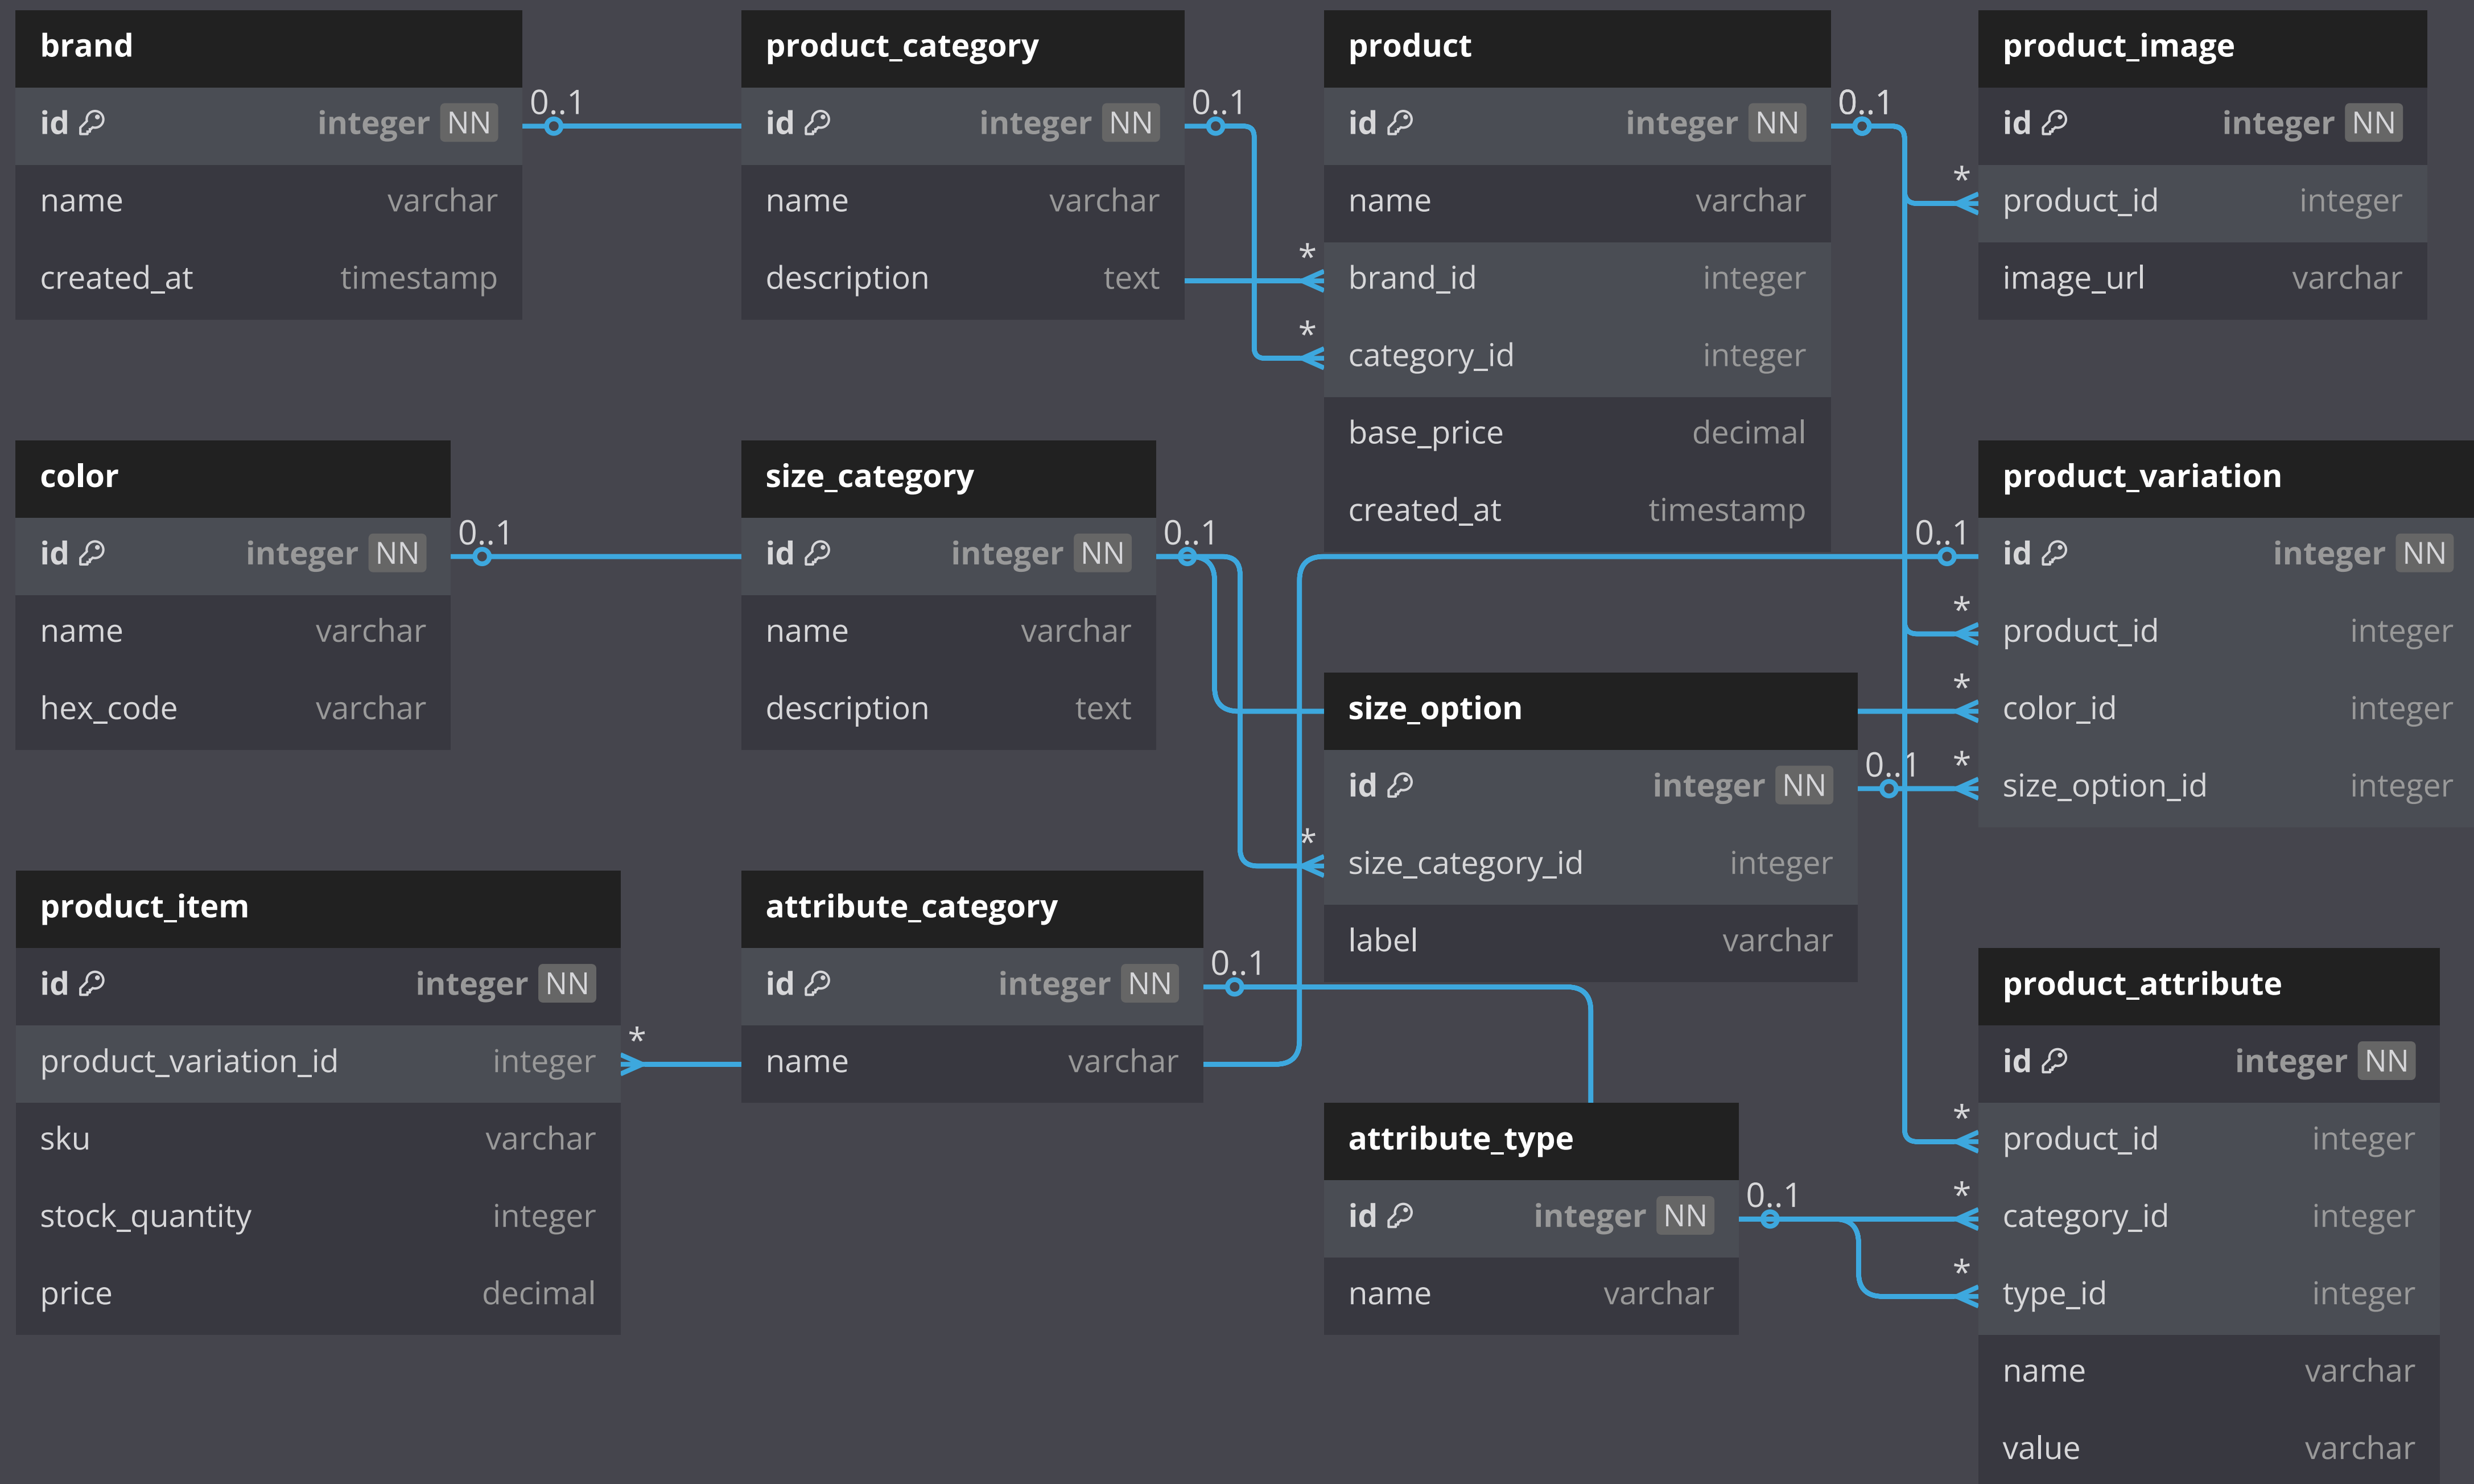 brand
id integer NN
name varchar
created_at timestamp
0..1
product_category
id integer NN
name varchar
description text
0..1
*
*
product
id integer NN
name varchar
brand_id integer
category_id integer
base_price decimal
created_at timestamp
0..1
*
product_image
id integer NN
product_id integer
image_url varchar
color
id integer NN
name varchar
hex_code varchar
0..1
size_category
id integer NN
name varchar
description text
0..1
*
size_option
id integer NN
size_category_id integer
label varchar
0..1
0..1
*
*
*
product_variation
id integer NN
product_id integer
color_id integer
size_option_id integer
product_item
id integer NN
product_variation_id integer
sku varchar
stock_quantity integer
price decimal
*
attribute_category
id integer NN
name varchar
0..1
attribute_type
id integer NN
name varchar
0..1
*
*
*
product_attribute
id integer NN
product_id integer
category_id integer
type_id integer
name varchar
value varchar